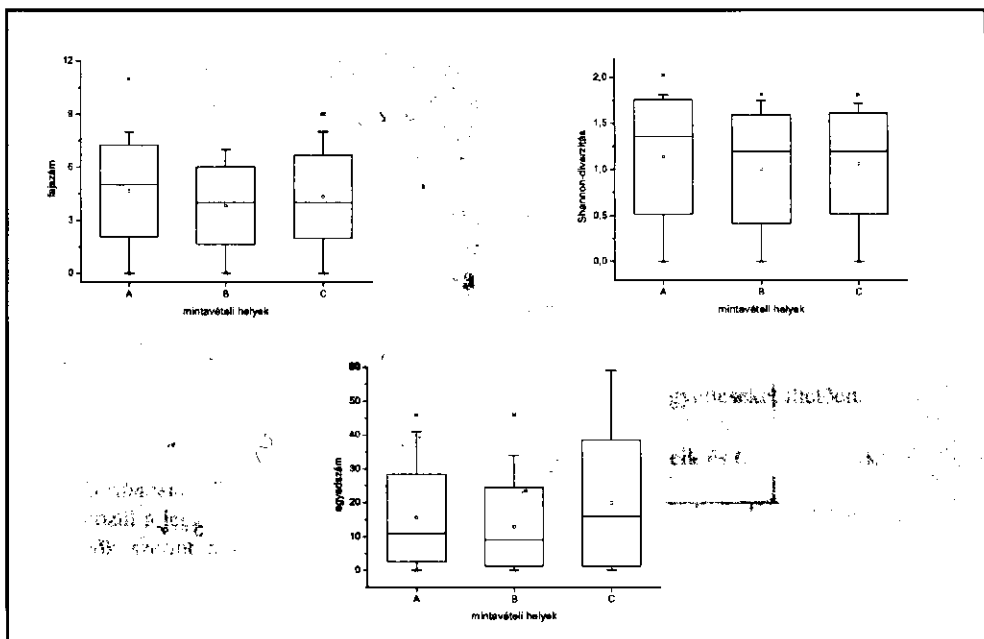 12
9
6
3
0
fajszám
A B C
mintavételi helyek
2,0
1,5
1,0
0,5
0,0
Shannon-diverzitás
A B C
mintavételi helyek
60
50
40
30
20
10
0
egyedszám
A B C
mintavételi helyek